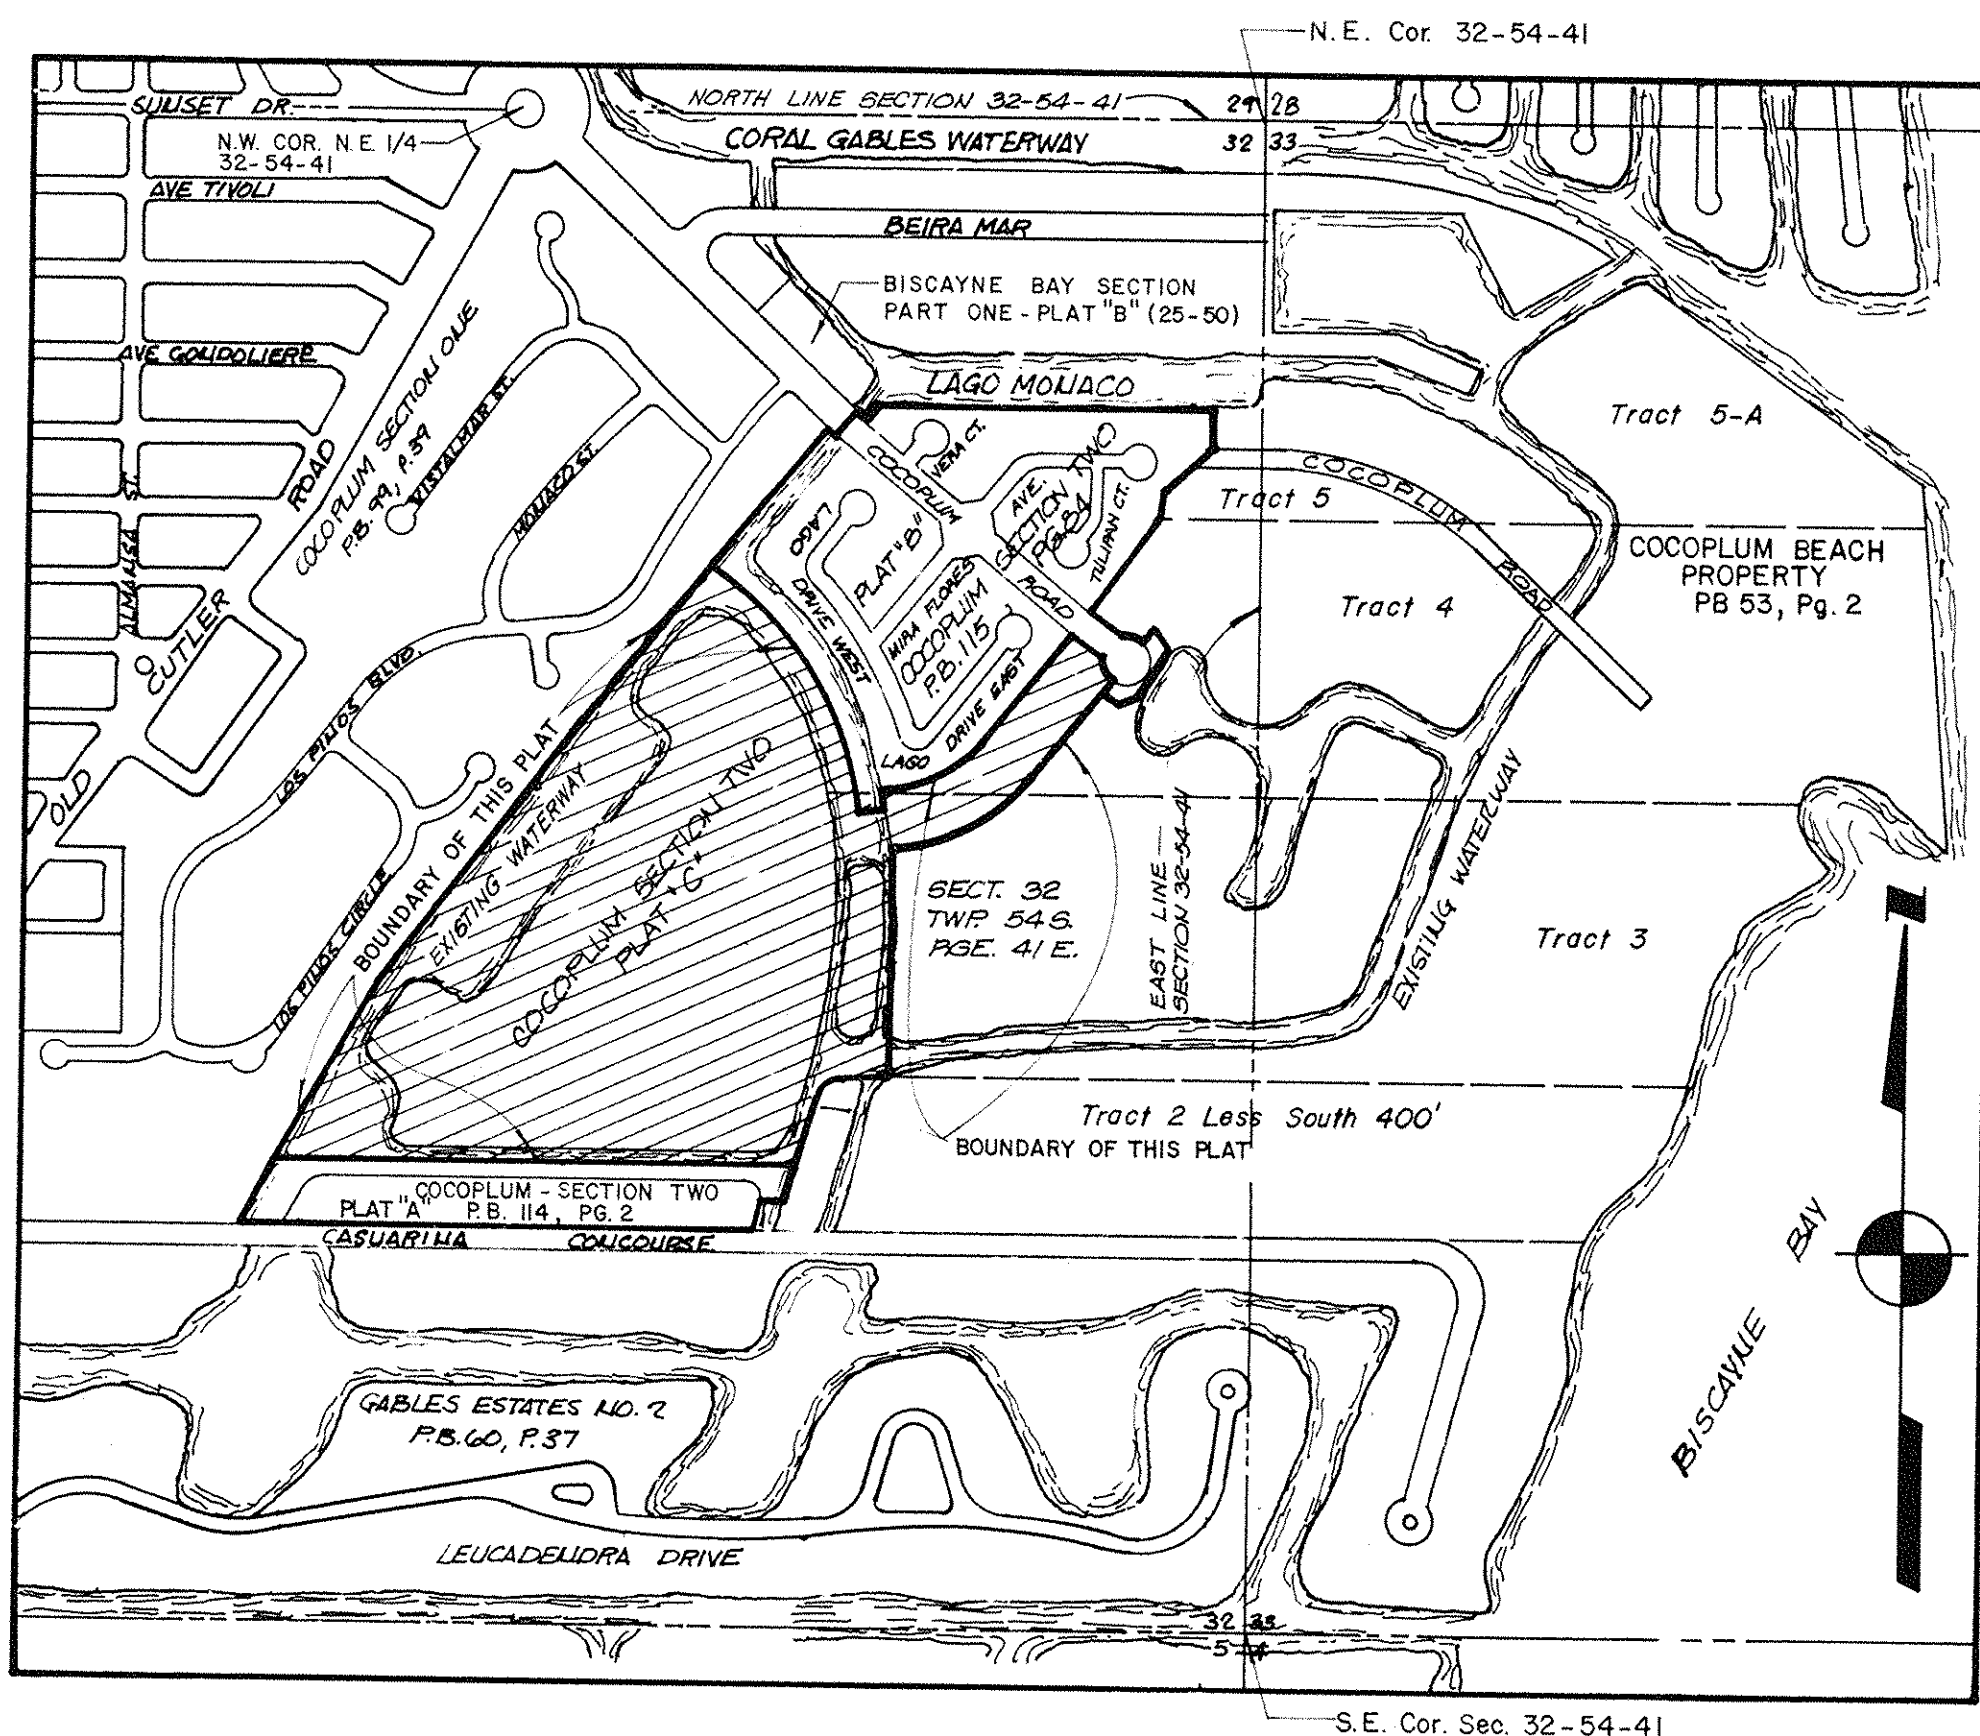 N.E. Cor. 32-54-41
SUNSET DR.
NORTH LINE SECTION 32-54-41
29 28
N.W. COR. N.E. 1/4
32-54-41
CORAL GABLES WATERWAY
32 33
AVE TIVOLI
BEIRA MAR
BISCAYNE BAY SECTION
PART ONE - PLAT "B" (25-50)
AVE GONDOLIERE
LAGO MONACO
Tract 5-A
COCOPLUM SECTION ONE
P.B. 99, P.39
VISTALMAR ST.
MONACO ST.
ALMANSA ST.
OLD CUTLER ROAD
COCOPLUM ROAD
VERA CT.
AVE.
SECTION TWO
PG. 84
TULIPAN CT.
LAGO DRIVE WEST
PLAT "B"
MIRA FLORES
COCOPLUM
P.B. 115
LAGO DRIVE EAST
Tract 5
COCOPLUM ROAD
COCOPLUM BEACH
PROPERTY
PB 53, Pg. 2
Tract 4
LOS PINOS BLVD.
LOS PINOS CIRCLE
BOUNDARY OF THIS PLAT
EXISTING WATERWAY
COCOPLUM SECTION TWO
PLAT "C"
SECT. 32
TWP. 54 S.
RGE. 41 E.
EAST LINE
SECTION 32-54-41
EXISTING WATERWAY
Tract 3
N
Tract 2 Less South 400'
BOUNDARY OF THIS PLAT
COCOPLUM - SECTION TWO
PLAT "A" P.B. 114, PG. 2
CASUARINA CONCOURSE
BISCAYNE BAY
GABLES ESTATES NO. 2
P.B. 60, P.37
LEUCADENDRA DRIVE
32 33
5 4
S.E. Cor. Sec. 32-54-41